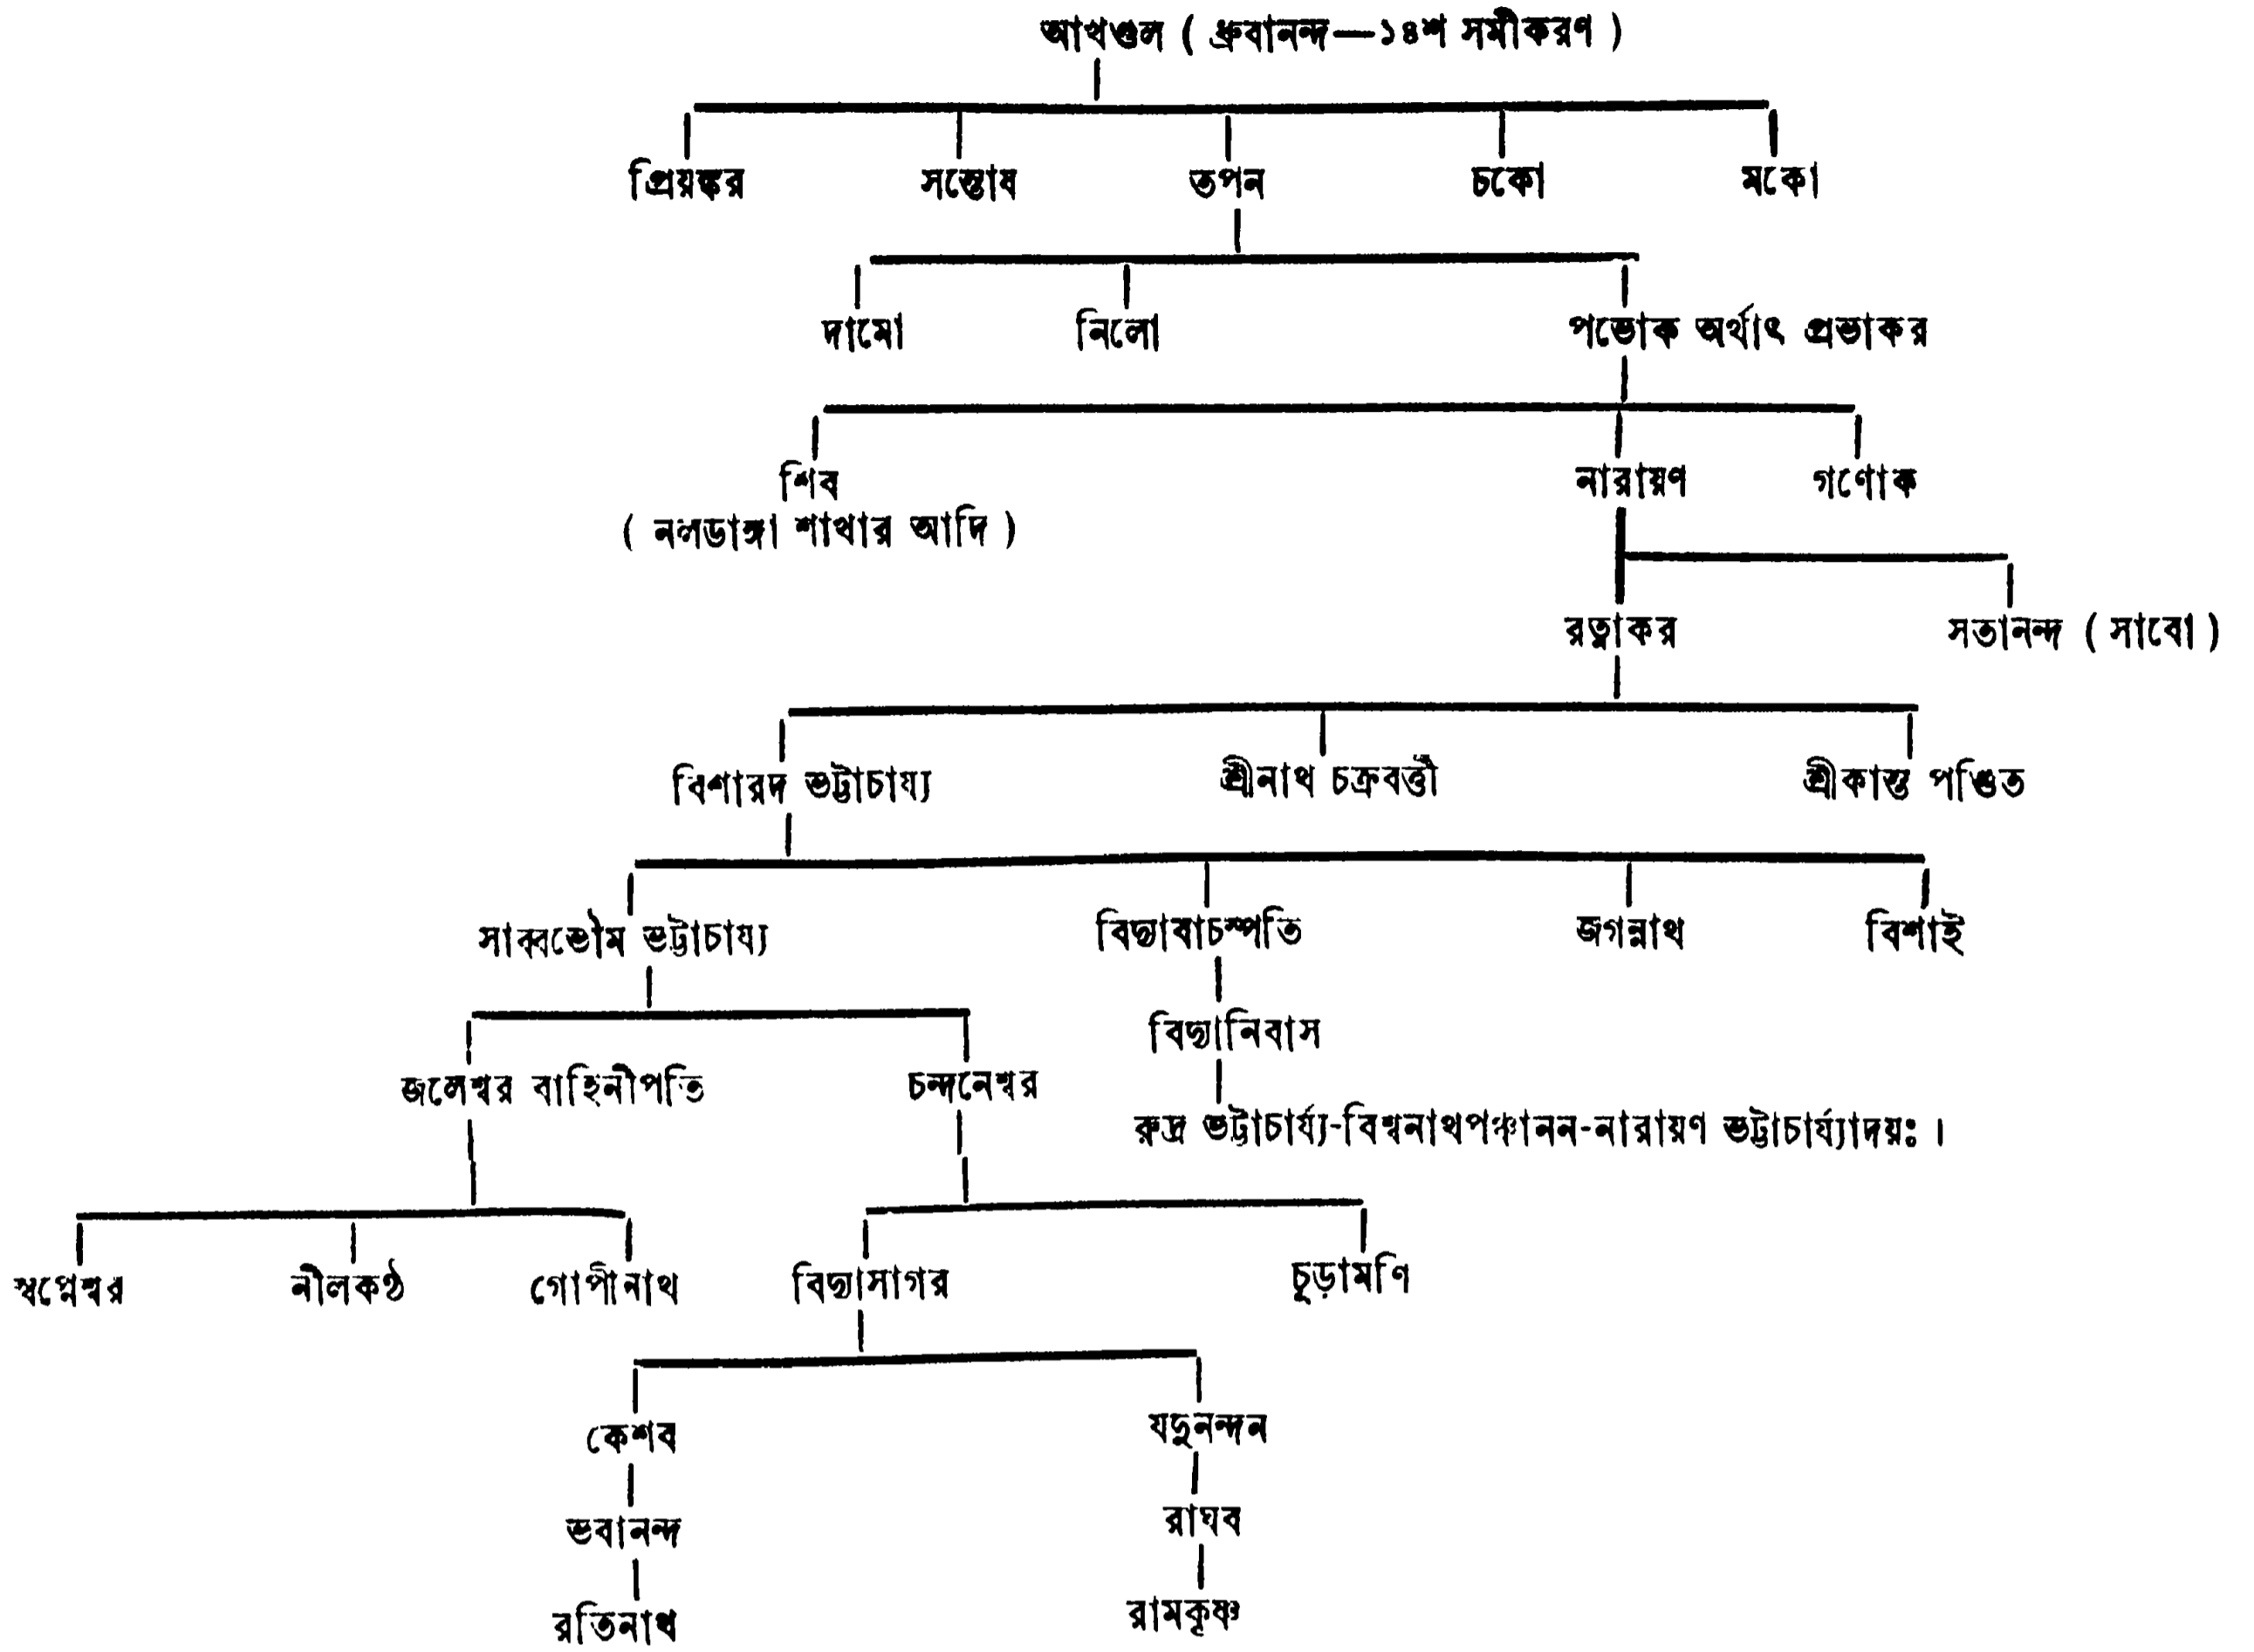 আখণ্ডল ( ধ্রুবানন্দ—১৪শ সমীকরণ )
প্রিয়ঙ্কর সন্তোষ তপন চকো মকো
দামো নিলো পভোক অর্থাৎ প্রভাকর
শিব নারায়ণ গণোক
( নলডাঙ্গা শাখার আদি )
রত্নাকর সতানন্দ ( সাবো )
বিশারদ ভট্টাচায্য শ্রীনাথ চক্রবর্ত্তী শ্রীকান্ত পণ্ডিত
সাব্বভৌম ভট্টাচায্য বিদ্যাবাচস্পতি জগন্নাথ বিশাই
বিদ্যানিবাস
জলেশ্বর বাহিনীপতি চন্দনেশ্বর
রুদ্র ভট্টাচার্য্য-বিশ্বনাথপঞ্চানন-নারায়ণ ভট্টাচার্য্যাদয়ঃ।
স্বপ্নেশ্বর নীলকণ্ঠ গোপীনাথ বিদ্যাসাগর চূড়ামণি
কেশব যদুনন্দন
ভবানন্দ রাঘব
রতিনাথ রামকৃষ্ণ